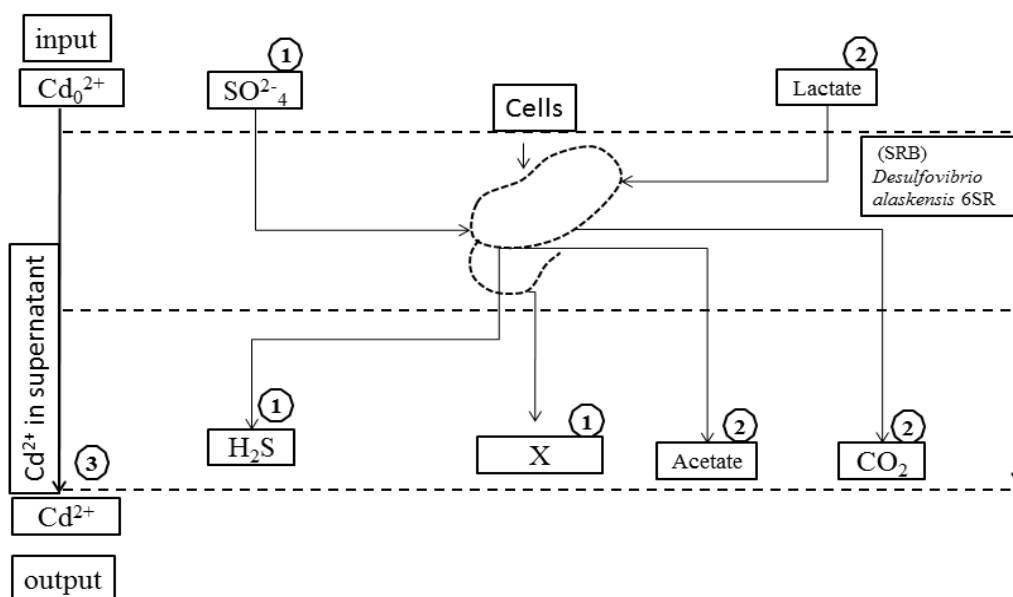 input
Cd₀²⁺
①
SO²⁻₄
Cells
②
Lactate
(SRB)
Desulfovibrio
alaskensis 6SR
Cd²⁺ in supernatant
③
①
H₂S
①
X
②
Acetate
②
CO₂
Cd²⁺
output